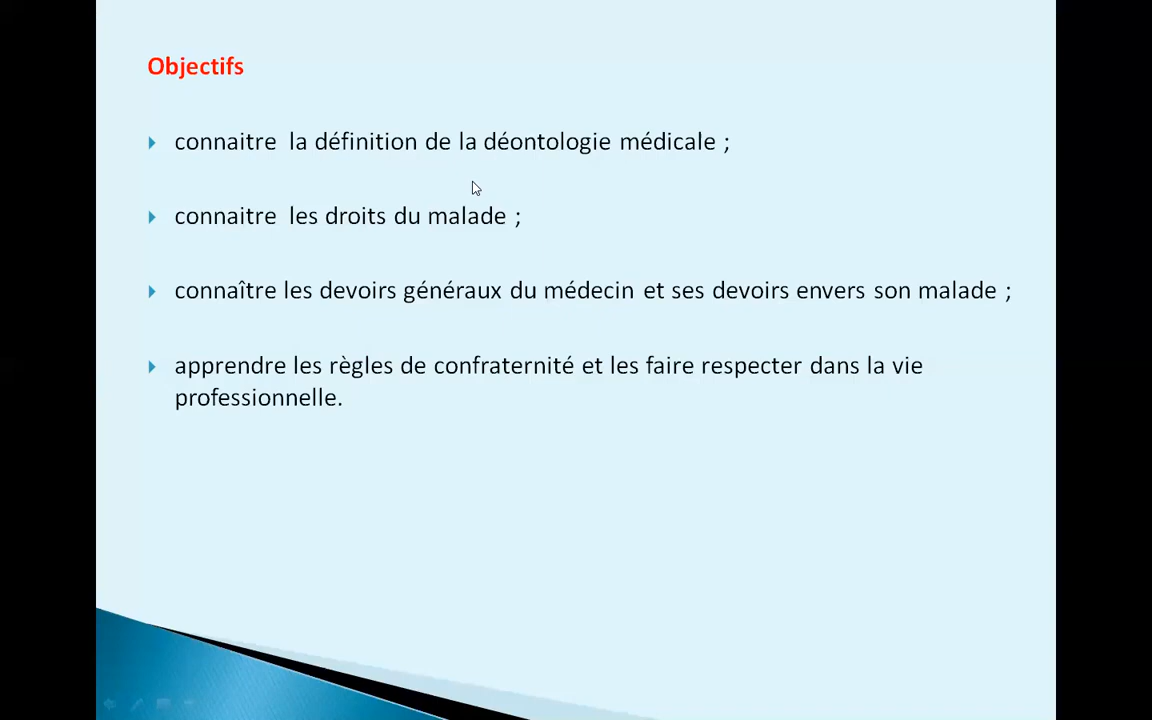 Objectifs
connaitre la définition de la déontologie médicale ;
connaitre les droits du malade ;
connaître les devoirs généraux du médecin et ses devoirs envers son malade ;
apprendre les règles de confraternité et les faire respecter dans la vie
professionnelle.